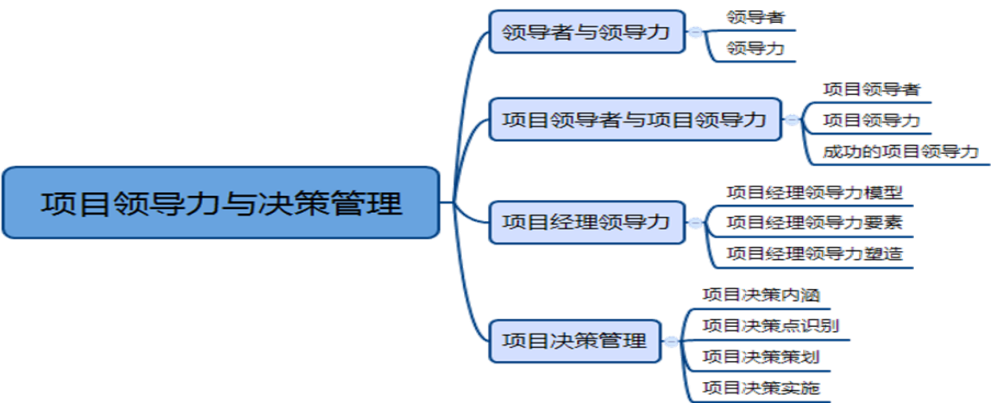 项目领导力与决策管理
领导者与领导力
领导者
领导力
项目领导者与项目领导力
项目领导者
项目领导力
成功的项目领导力
项目经理领导力
项目经理领导力模型
项目经理领导力要素
项目经理领导力塑造
项目决策管理
项目决策内涵
项目决策点识别
项目决策策划
项目决策实施